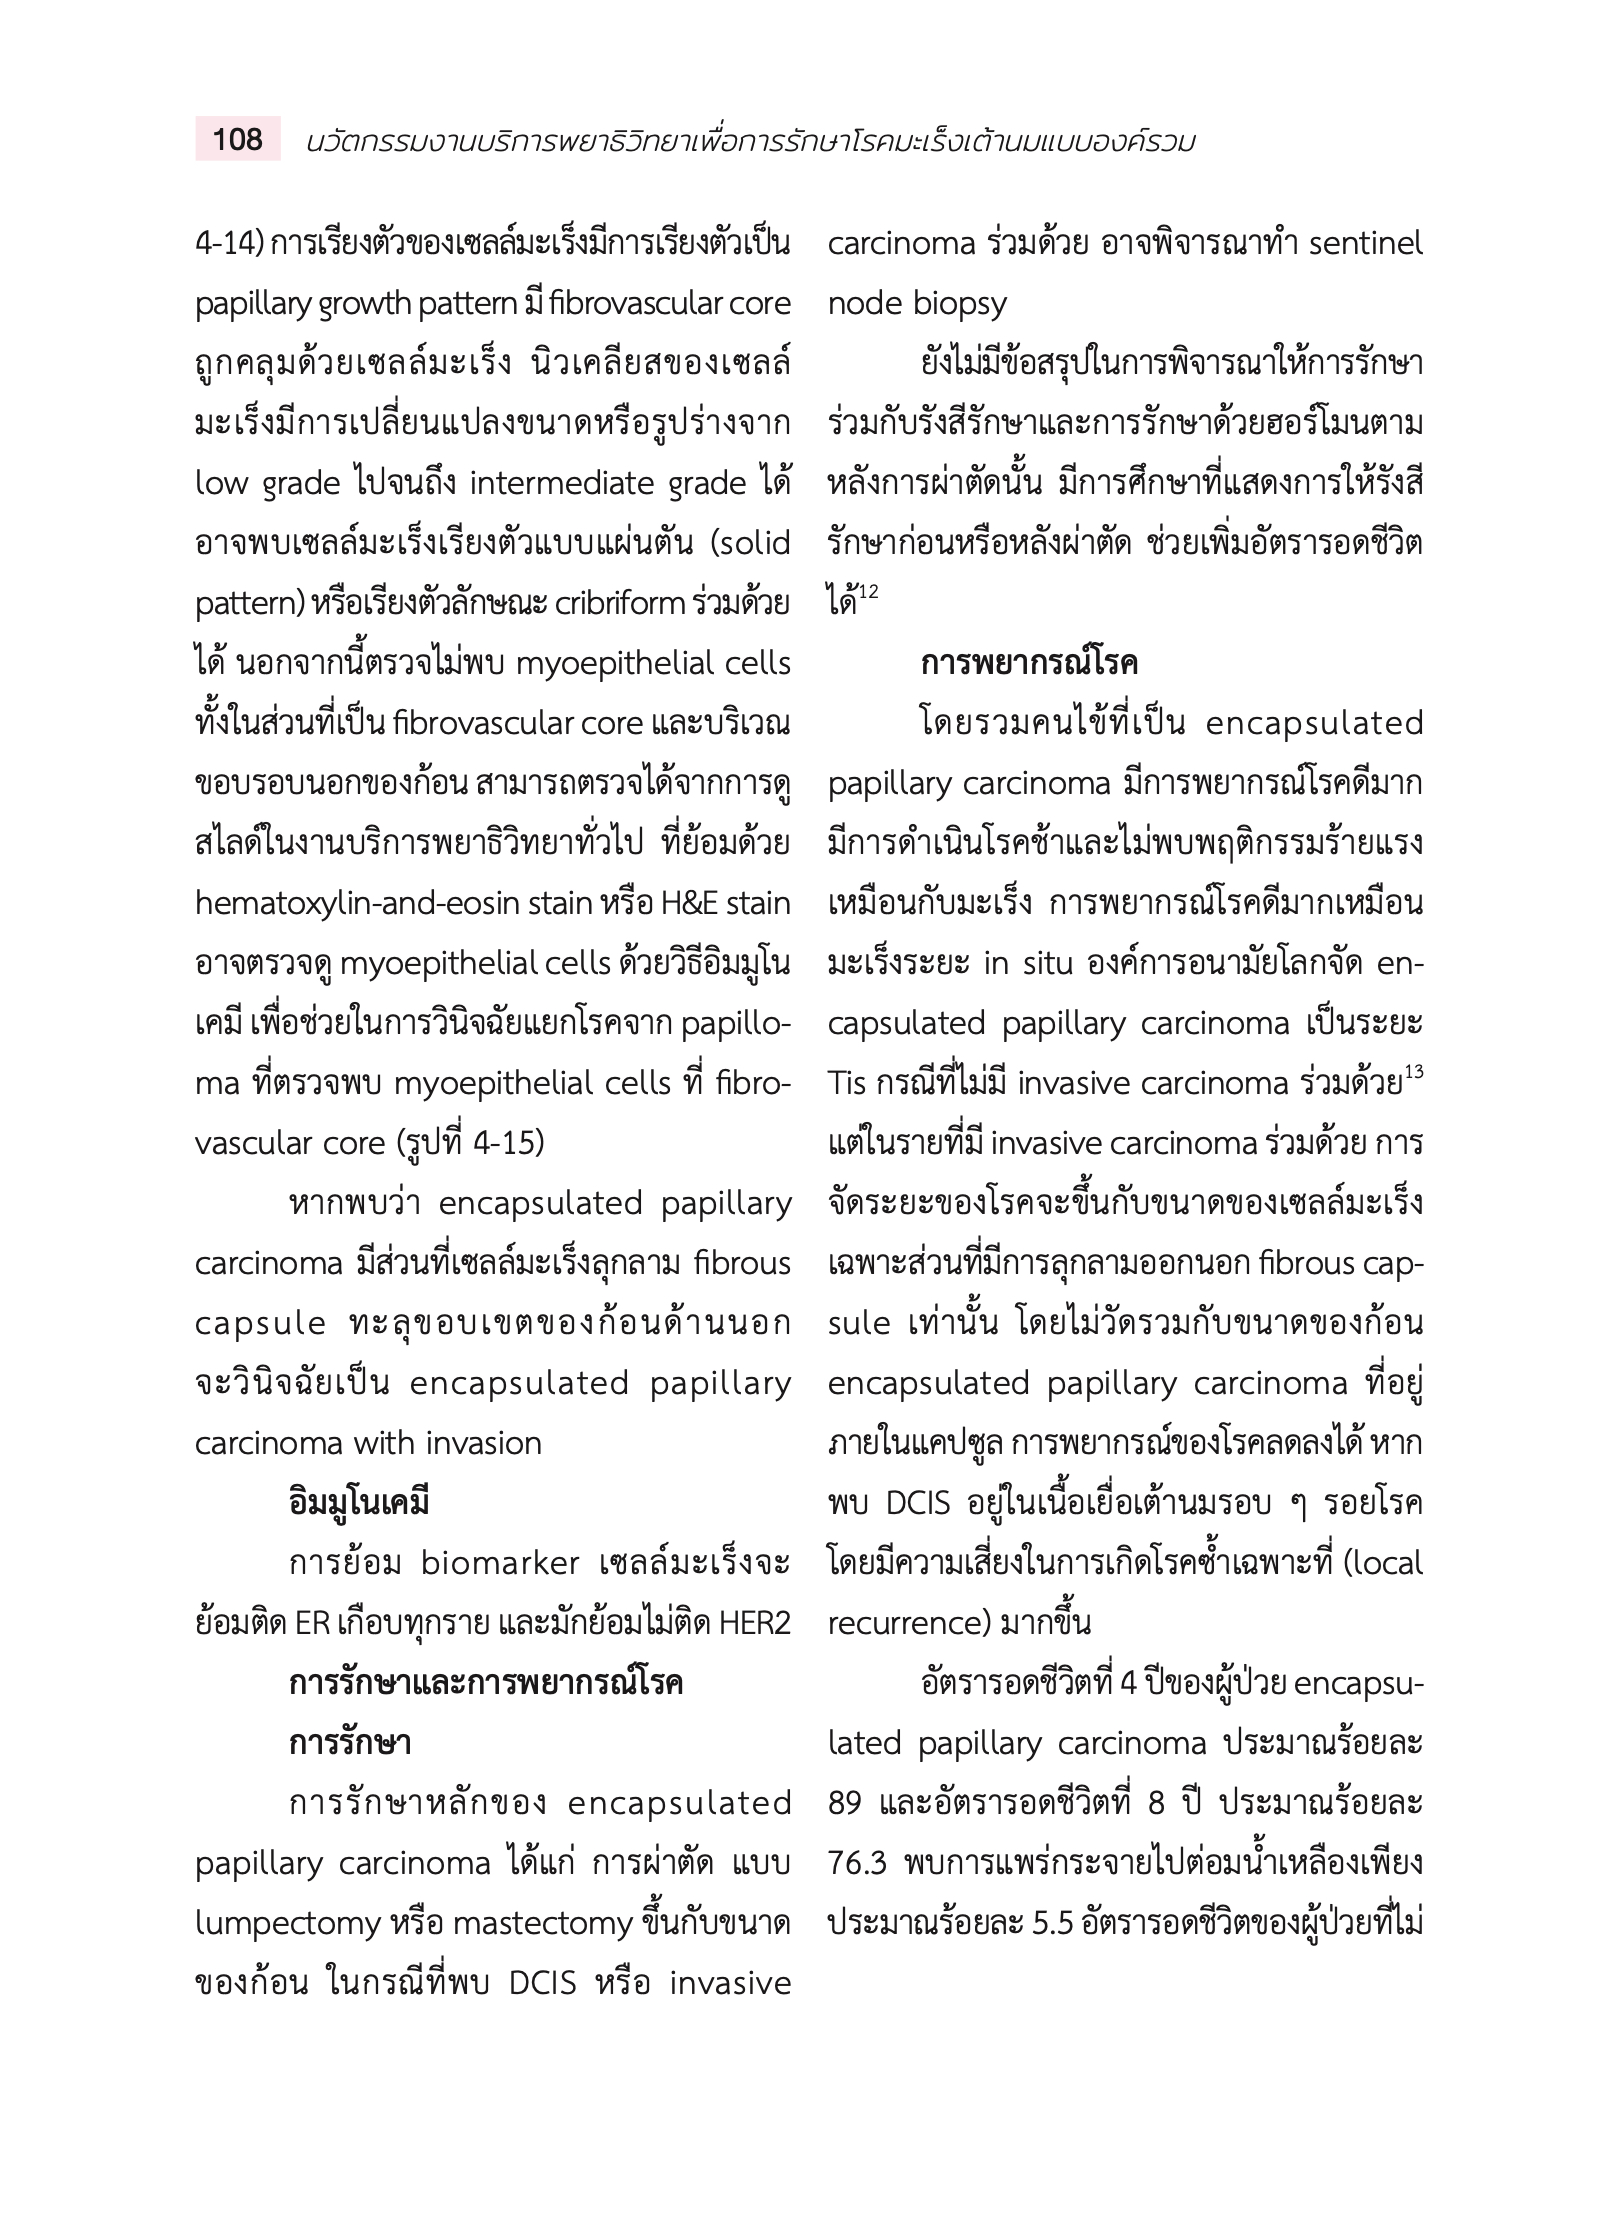 108 นวัตกรรมงานบริการพยาธิวิทยาเพื่อการรักษาโรคมะเร็งเต้านมแบบองค์รวม
4-14) การเรียงตัวของเซลล์มะเร็งมีการเรียงตัวเป็น
papillary growth pattern มี fibrovascular core
ถูกคลุมด้วยเซลล์มะเร็ง นิวเคลียสของเซลล์
มะเร็งมีการเปลี่ยนแปลงขนาดหรือรูปร่างจาก
low grade ไปจนถึง intermediate grade ได้
อาจพบเซลล์มะเร็งเรียงตัวแบบแผ่นตัน (solid
pattern) หรือเรียงตัวลักษณะ cribriform ร่วมด้วย
ได้ นอกจากนี้ตรวจไม่พบ myoepithelial cells
ทั้งในส่วนที่เป็น fibrovascular core และบริเวณ
ขอบรอบนอกของก้อน สามารถตรวจได้จากการดู
สไลด์ในงานบริการพยาธิวิทยาทั่วไป ที่ย้อมด้วย
hematoxylin-and-eosin stain หรือ H&E stain
อาจตรวจดู myoepithelial cells ด้วยวิธีอิมมูโน
เคมี เพื่อช่วยในการวินิจฉัยแยกโรคจาก papillo-
ma ที่ตรวจพบ myoepithelial cells ที่ fibro-
vascular core (รูปที่ 4-15)
หากพบว่า encapsulated papillary
carcinoma มีส่วนที่เซลล์มะเร็งลุกลาม fibrous
capsule ทะลุขอบเขตของก้อนด้านนอก
จะวินิจฉัยเป็น encapsulated papillary
carcinoma with invasion
อิมมูโนเคมี
การย้อม biomarker เซลล์มะเร็งจะ
ย้อมติด ER เกือบทุกราย และมักย้อมไม่ติด HER2
การรักษาและการพยากรณ์โรค
การรักษา
การรักษาหลักของ encapsulated
papillary carcinoma ได้แก่ การผ่าตัด แบบ
lumpectomy หรือ mastectomy ขึ้นกับขนาด
ของก้อน ในกรณีที่พบ DCIS หรือ invasive
carcinoma ร่วมด้วย อาจพิจารณาทำ sentinel
node biopsy
ยังไม่มีข้อสรุปในการพิจารณาให้การรักษา
ร่วมกับรังสีรักษาและการรักษาด้วยฮอร์โมนตาม
หลังการผ่าตัดนั้น มีการศึกษาที่แสดงการให้รังสี
รักษาก่อนหรือหลังผ่าตัด ช่วยเพิ่มอัตรารอดชีวิต
ได้12
การพยากรณ์โรค
โดยรวมคนไข้ที่เป็น encapsulated
papillary carcinoma มีการพยากรณ์โรคดีมาก
มีการดำเนินโรคช้าและไม่พบพฤติกรรมร้ายแรง
เหมือนกับมะเร็ง การพยากรณ์โรคดีมากเหมือน
มะเร็งระยะ in situ องค์การอนามัยโลกจัด en-
capsulated papillary carcinoma เป็นระยะ
Tis กรณีที่ไม่มี invasive carcinoma ร่วมด้วย13
แต่ในรายที่มี invasive carcinoma ร่วมด้วย การ
จัดระยะของโรคจะขึ้นกับขนาดของเซลล์มะเร็ง
เฉพาะส่วนที่มีการลุกลามออกนอก fibrous cap-
sule เท่านั้น โดยไม่วัดรวมกับขนาดของก้อน
encapsulated papillary carcinoma ที่อยู่
ภายในแคปซูล การพยากรณ์ของโรคลดลงได้ หาก
พบ DCIS อยู่ในเนื้อเยื่อเต้านมรอบ ๆ รอยโรค
โดยมีความเสี่ยงในการเกิดโรคซ้ำเฉพาะที่ (local
recurrence) มากขึ้น
อัตรารอดชีวิตที่ 4 ปีของผู้ป่วย encapsu-
lated papillary carcinoma ประมาณร้อยละ
89 และอัตรารอดชีวิตที่ 8 ปี ประมาณร้อยละ
76.3 พบการแพร่กระจายไปต่อมน้ำเหลืองเพียง
ประมาณร้อยละ 5.5 อัตรารอดชีวิตของผู้ป่วยที่ไม่